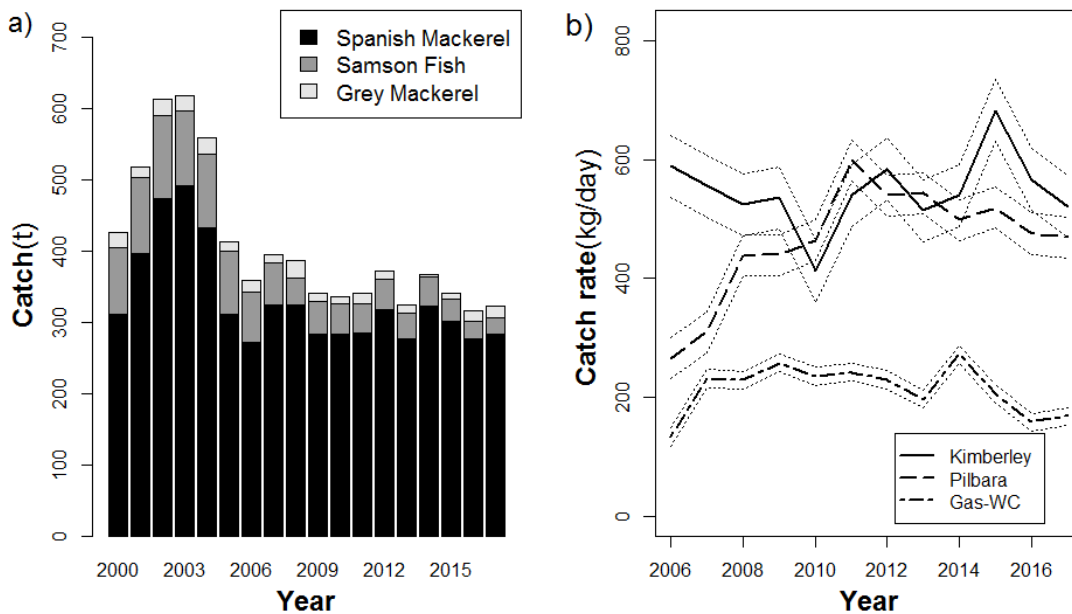 a)
Catch(t)
700
600
500
400
300
200
100
0
Spanish Mackerel
Samson Fish
Grey Mackerel
2000 2003 2006 2009 2012 2015
Year
b)
Catch rate(kg/day)
800
600
400
200
0
Kimberley
Pilbara
Gas-WC
2006 2008 2010 2012 2014 2016
Year